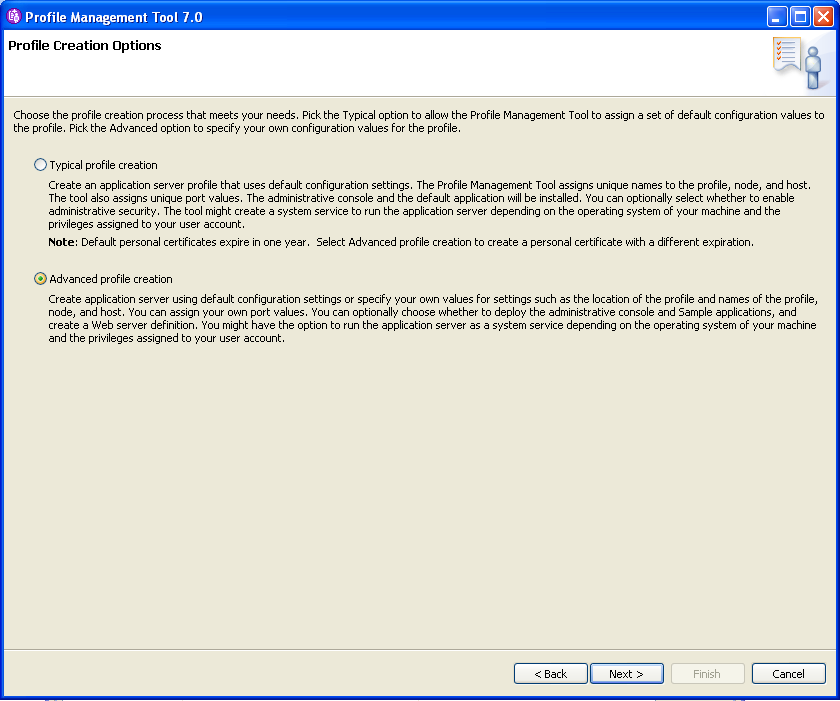 Profile Management Tool 7.0
Profile Creation Options
Choose the profile creation process that meets your needs. Pick the Typical option to allow the Profile Management Tool to assign a set of default configuration values to
the profile. Pick the Advanced option to specify your own configuration values for the profile.
Typical profile creation
Create an application server profile that uses default configuration settings. The Profile Management Tool assigns unique names to the profile, node, and host.
The tool also assigns unique port values. The administrative console and the default application will be installed. You can optionally select whether to enable
administrative security. The tool might create a system service to run the application server depending on the operating system of your machine and the
privileges assigned to your user account.
Note: Default personal certificates expire in one year.  Select Advanced profile creation to create a personal certificate with a different expiration.
Advanced profile creation
Create application server using default configuration settings or specify your own values for settings such as the location of the profile and names of the profile,
node, and host. You can assign your own port values. You can optionally choose whether to deploy the administrative console and Sample applications, and
create a Web server definition. You might have the option to run the application server as a system service depending on the operating system of your machine
and the privileges assigned to your user account.
< Back Next > Finish Cancel